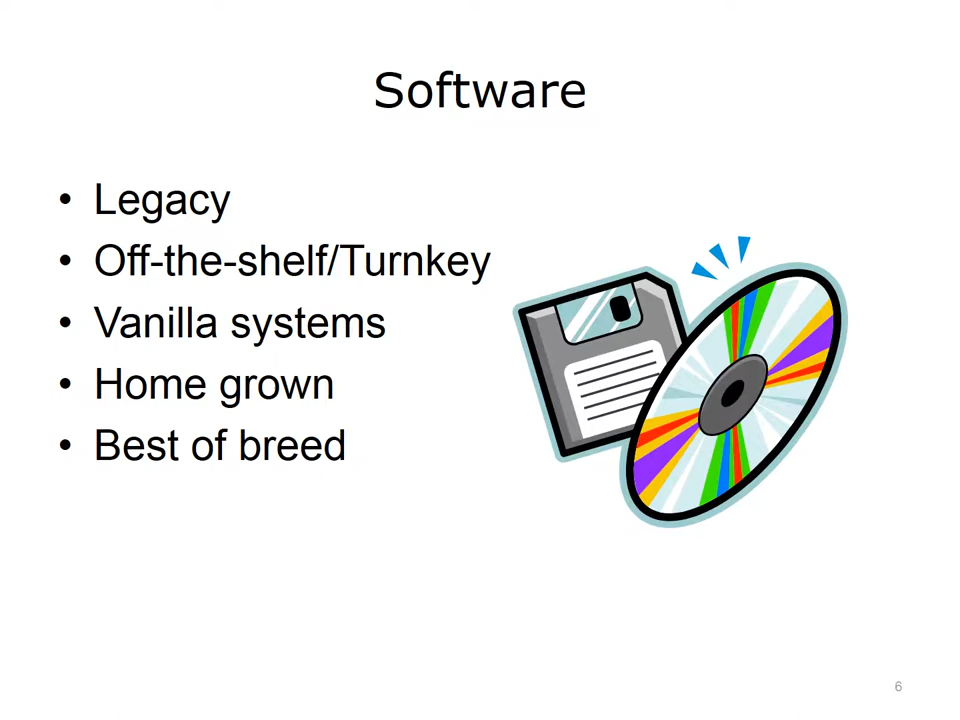 Software
• Legacy
• Off-the-shelf/Turnkey
• Vanilla systems
• Home grown
• Best of breed
6